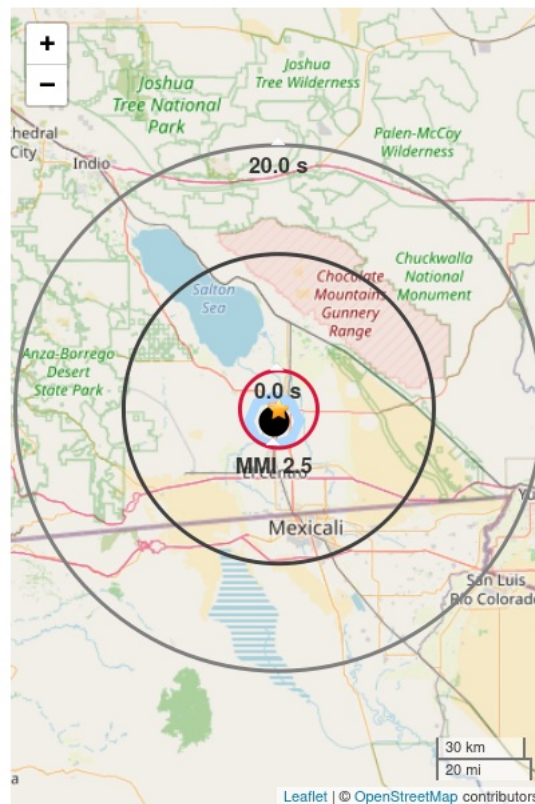 +
−
Joshua
Tree National
Park
Joshua
Tree Wilderness
Palen-McCoy
Wilderness
thedral
City
Indio
20.0 s
Salton
Sea
Chocolate
Mountains
Gunnery
Range
Chuckwalla
National
Monument
Anza-Borrego
Desert
State Park
0.0 s
MMI 2.5
El Centro
Mexicali
Yu
San Luis
Río Colorado
a
30 km
20 mi
Leaflet | © OpenStreetMap contributors